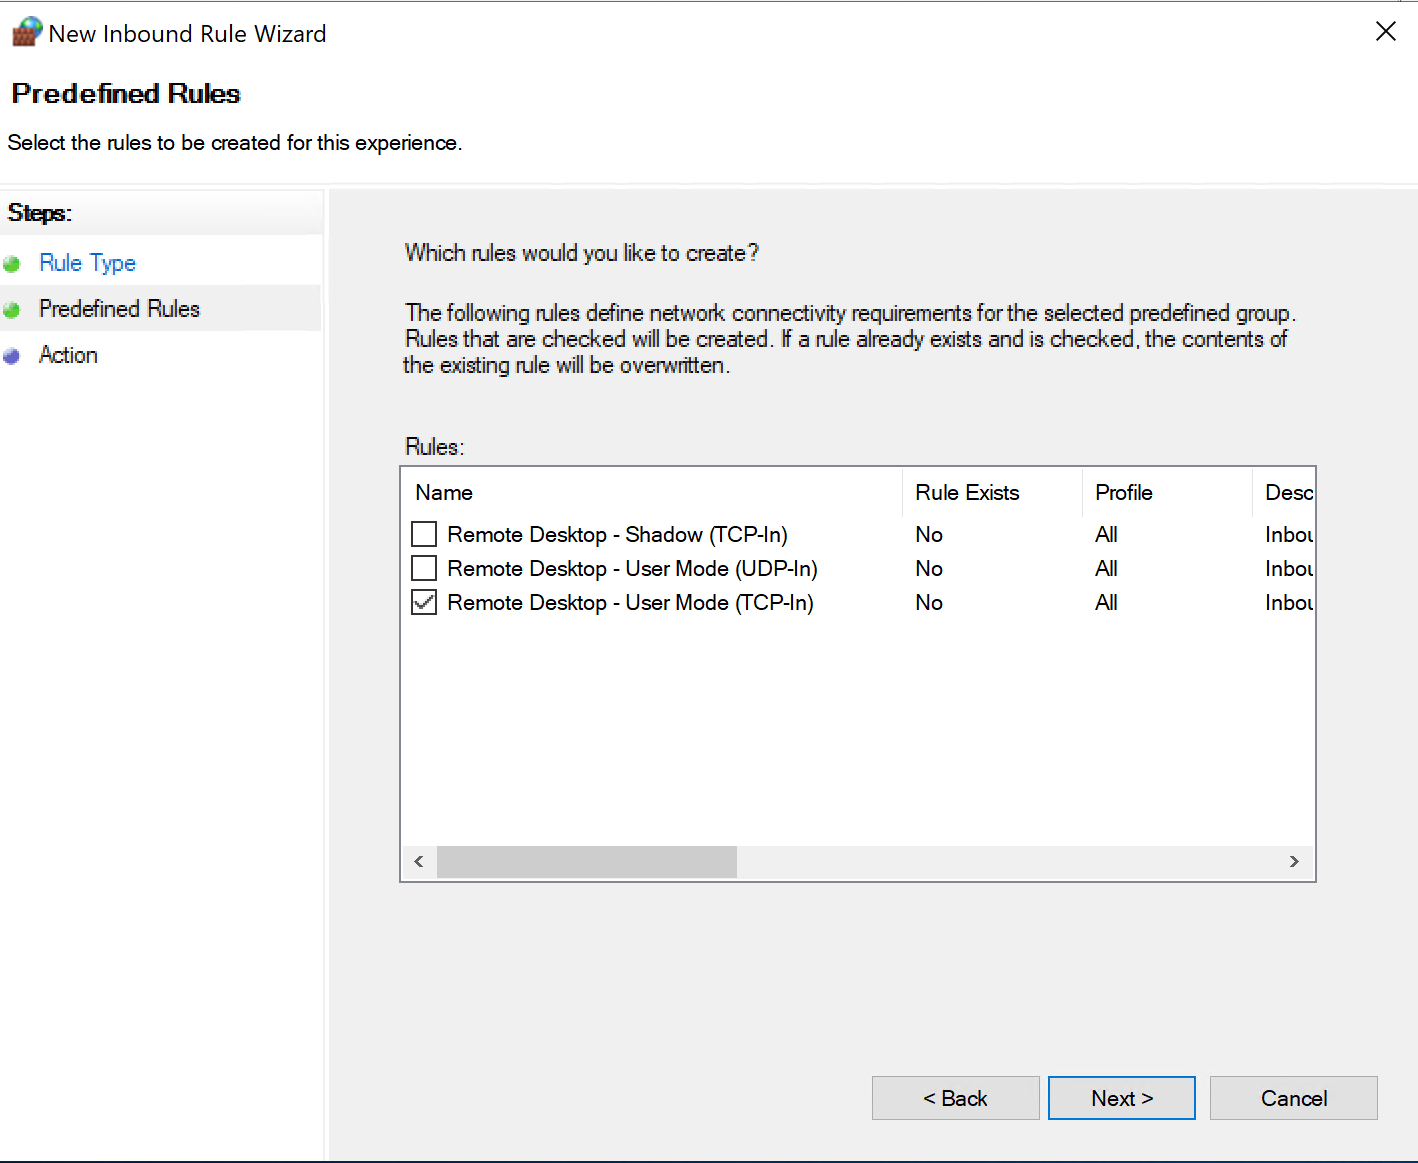 New Inbound Rule Wizard
Predefined Rules
Select the rules to be created for this experience.
Steps:
Rule Type
Predefined Rules
Action
Which rules would you like to create?
The following rules define network connectivity requirements for the selected predefined group.
Rules that are checked will be created. If a rule already exists and is checked, the contents of
the existing rule will be overwritten.
Rules:
Name Rule Exists Profile Desc
Remote Desktop - Shadow (TCP-In) No All Inbou
Remote Desktop - User Mode (UDP-In) No All Inbou
Remote Desktop - User Mode (TCP-In) No All Inbou
< Back Next > Cancel